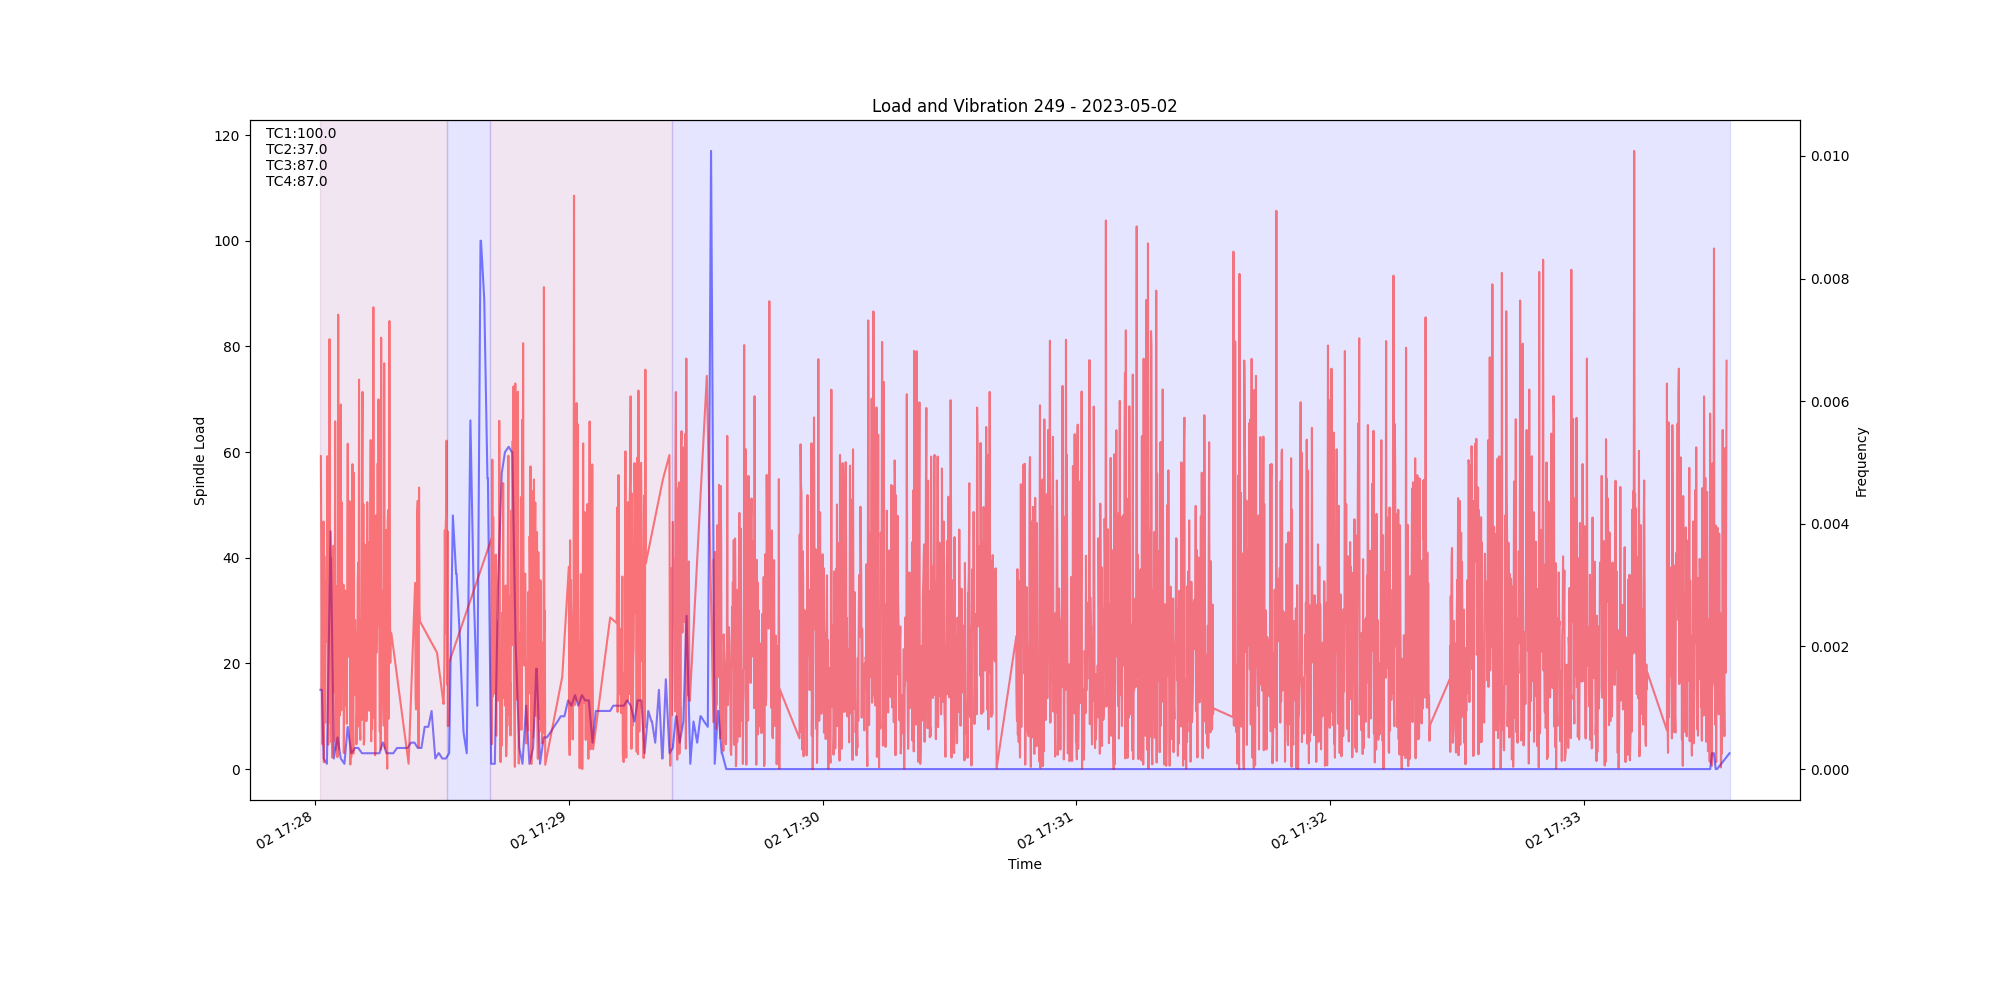 Load and Vibration 249 - 2023-05-02
TC1:100.0
TC2:37.0
TC3:87.0
TC4:87.0
120
100
80
60
40
20
0
Spindle Load
0.010
0.008
0.006
0.004
0.002
0.000
Frequency
02 17:28
02 17:29
02 17:30
02 17:31
02 17:32
02 17:33
Time